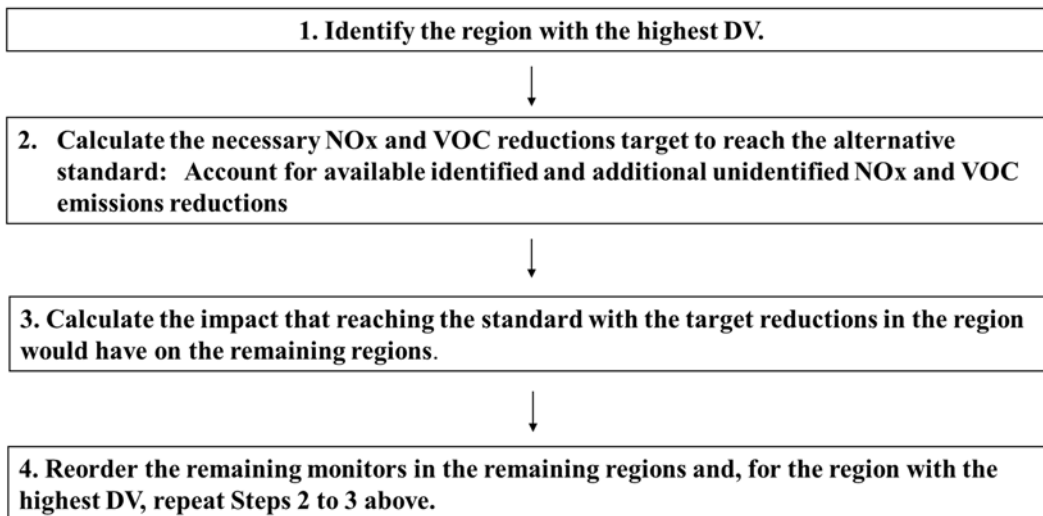 1. Identify the region with the highest DV.
2. Calculate the necessary NOx and VOC reductions target to reach the alternative
standard: Account for available identified and additional unidentified NOx and VOC
emissions reductions
3. Calculate the impact that reaching the standard with the target reductions in the region
would have on the remaining regions.
4. Reorder the remaining monitors in the remaining regions and, for the region with the
highest DV, repeat Steps 2 to 3 above.